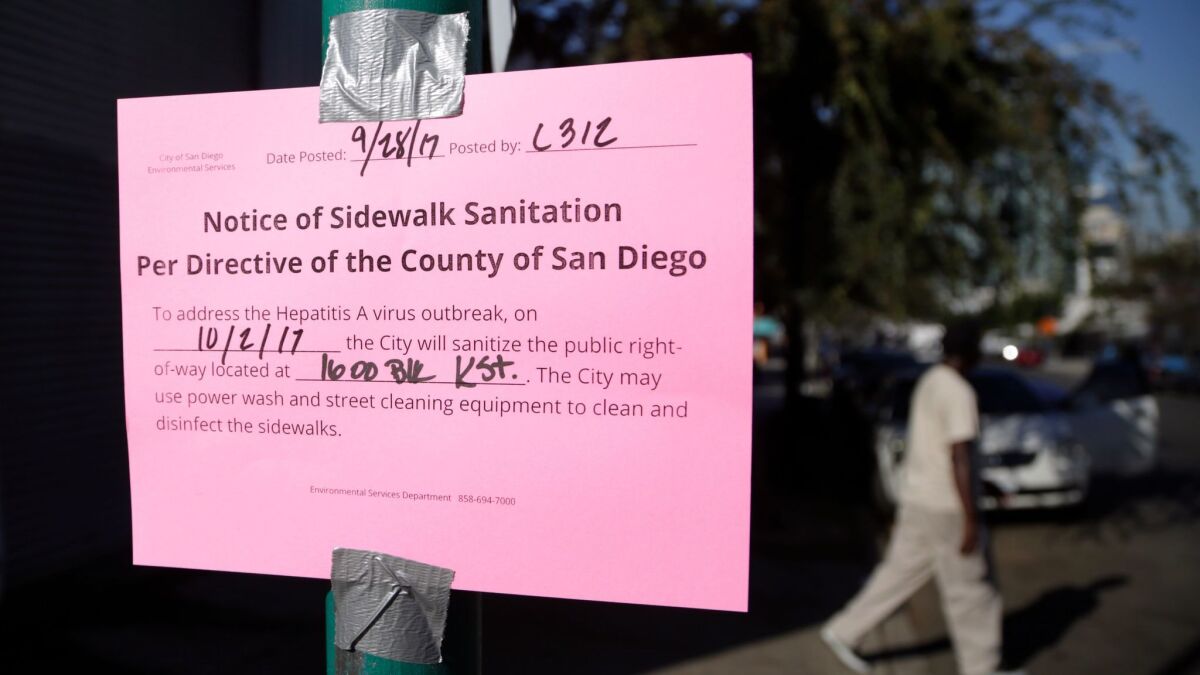 City of San Diego
Environmental Services
Date Posted: 9/28/17 Posted by: L312
Notice of Sidewalk Sanitation
Per Directive of the County of San Diego
To address the Hepatitis A virus outbreak, on
10/2/17 the City will sanitize the public right-
of-way located at 1600 Blk K St. . The City may
use power wash and street cleaning equipment to clean and
disinfect the sidewalks.
Environmental Services Department 858-694-7000